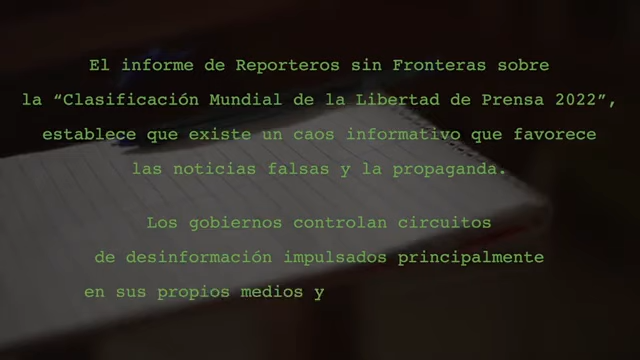 El informe de Reporteros sin Fronteras sobre
la “Clasificación Mundial de la Libertad de Prensa 2022”,
establece que existe un caos informativo que favorece
las noticias falsas y la propaganda.
Los gobiernos controlan circuitos
de desinformación impulsados principalmente
en sus propios medios y